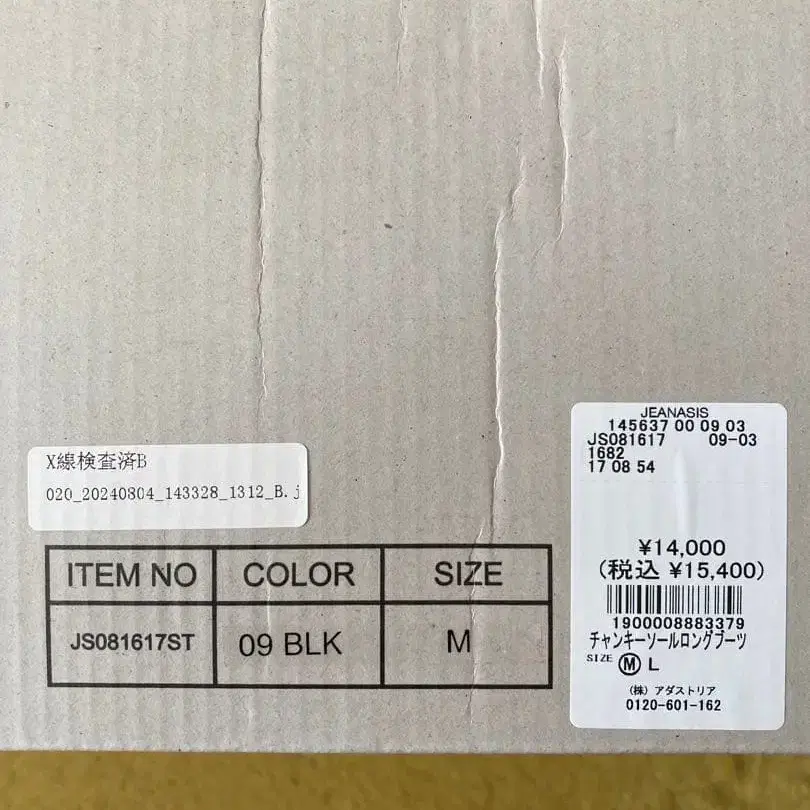 X線検査済B
020_20240804_143328_1312_B.j
ITEM NO COLOR SIZE
JS081617ST 09 BLK M
JEANASIS
145637 00 09 03
JS081617 09-03
1682
17 08 54
¥14,000
(税込 ¥15,400)
1900008883379
チャンキーソールロングブーツ
SIZE M L
(株) アダストリア
0120-601-162